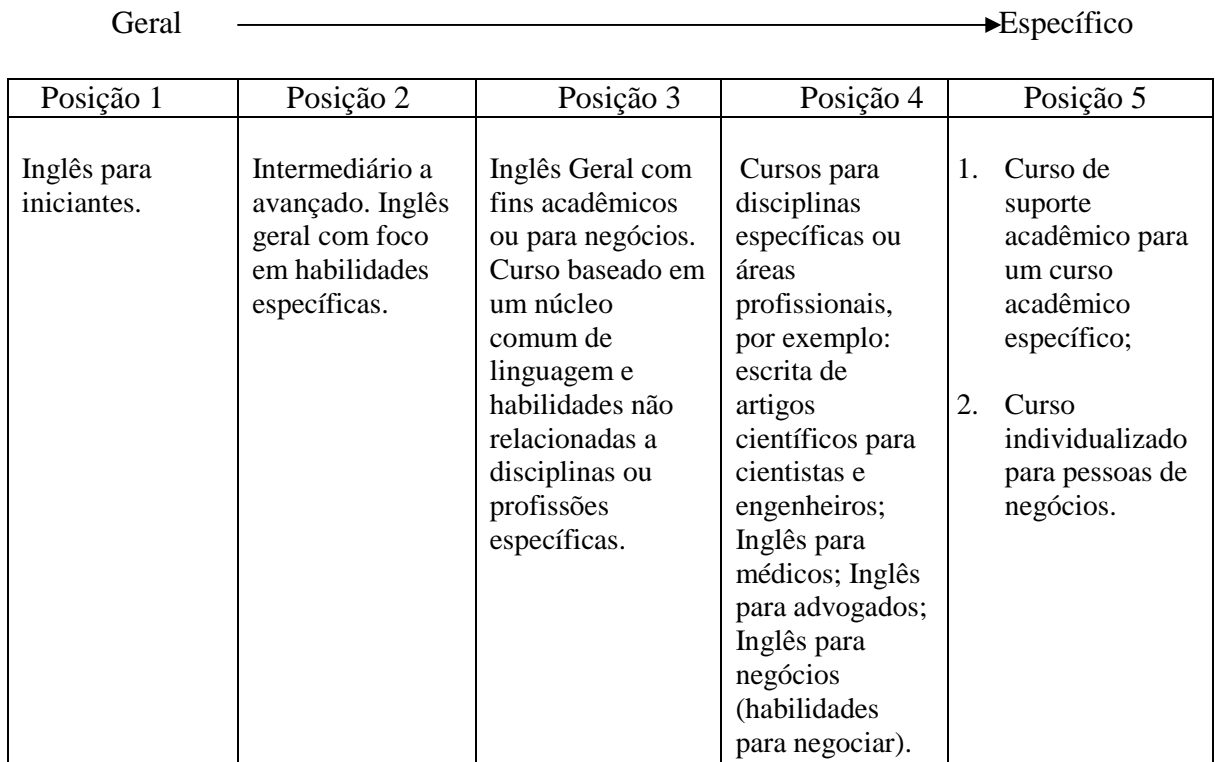 Geral Específico
Posição 1 Posição 2 Posição 3 Posição 4 Posição 5
Inglês para
iniciantes.
Intermediário a
avançado. Inglês
geral com foco
em habilidades
específicas.
Inglês Geral com
fins acadêmicos
ou para negócios.
Curso baseado em
um núcleo
comum de
linguagem e
habilidades não
relacionadas a
disciplinas ou
profissões
específicas.
Cursos para
disciplinas
específicas ou
áreas
profissionais,
por exemplo:
escrita de
artigos
científicos para
cientistas e
engenheiros;
Inglês para
médicos; Inglês
para advogados;
Inglês para
negócios
(habilidades
para negociar).
1. Curso de
suporte
acadêmico para
um curso
acadêmico
específico;
2. Curso
individualizado
para pessoas de
negócios.